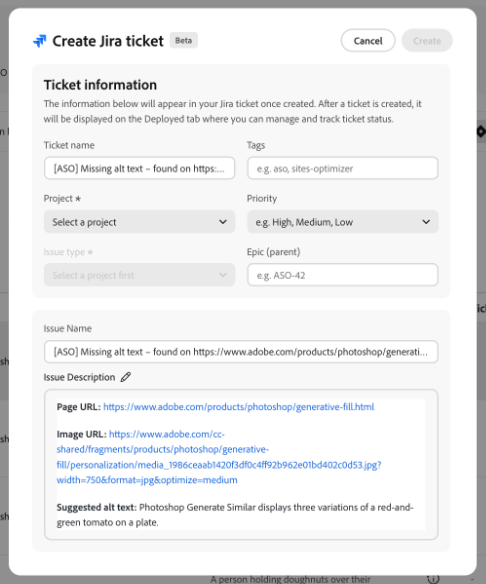 Create Jira ticket Beta Cancel Create
Ticket information
The information below will appear in your Jira ticket once created. After a ticket is created, it
will be displayed on the Deployed tab where you can manage and track ticket status.
Ticket name Tags
[ASO] Missing alt text – found on https:... e.g. aso, sites-optimizer
Project * Priority
Select a project e.g. High, Medium, Low
Issue type * Epic (parent)
Select a project first e.g. ASO-42
Issue Name
[ASO] Missing alt text – found on https://www.adobe.com/products/photoshop/generati...
Issue Description
Page URL: https://www.adobe.com/products/photoshop/generative-fill.html
Image URL: https://www.adobe.com/cc-
shared/fragments/products/photoshop/generative-
fill/personalization/media_1986ceaab1420f3df0c4ff92b962e01bd402c0d53.jpg?
width=750&format=jpg&optimize=medium
Suggested alt text: Photoshop Generate Similar displays three variations of a red-and-
green tomato on a plate.
A person holding doughnuts over their